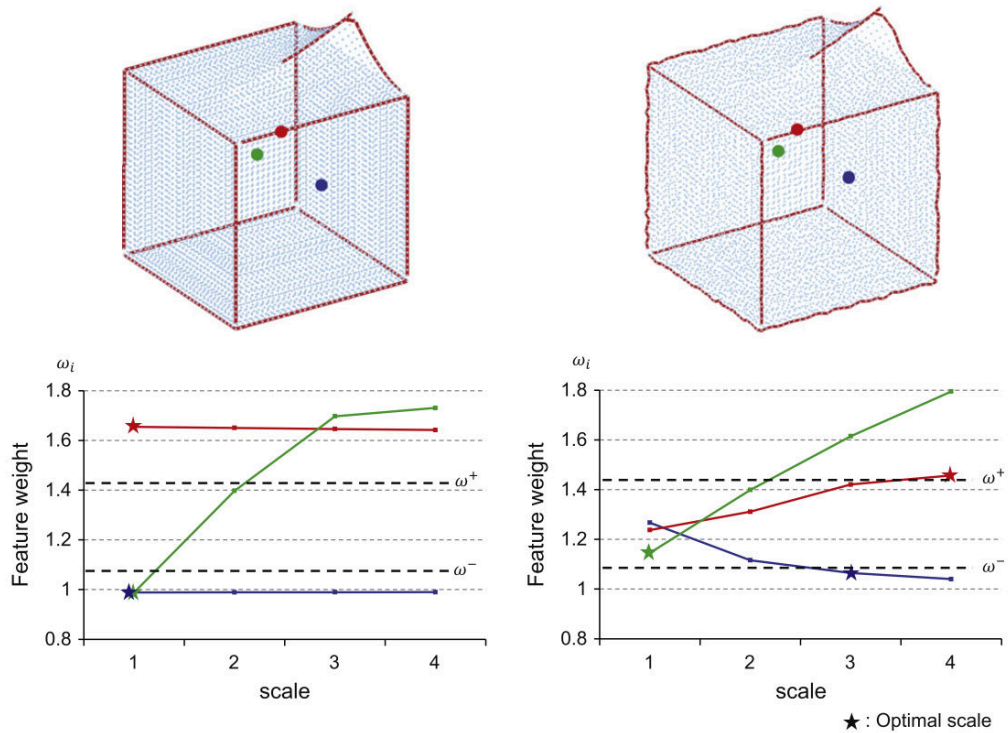 ωᵢ
Feature weight
1.8
1.6
1.4
1.2
1
0.8
ω⁺
ω⁻
1 2 3 4
scale
ωᵢ
Feature weight
1.8
1.6
1.4
1.2
1
0.8
ω⁺
ω⁻
1 2 3 4
scale
★ : Optimal scale